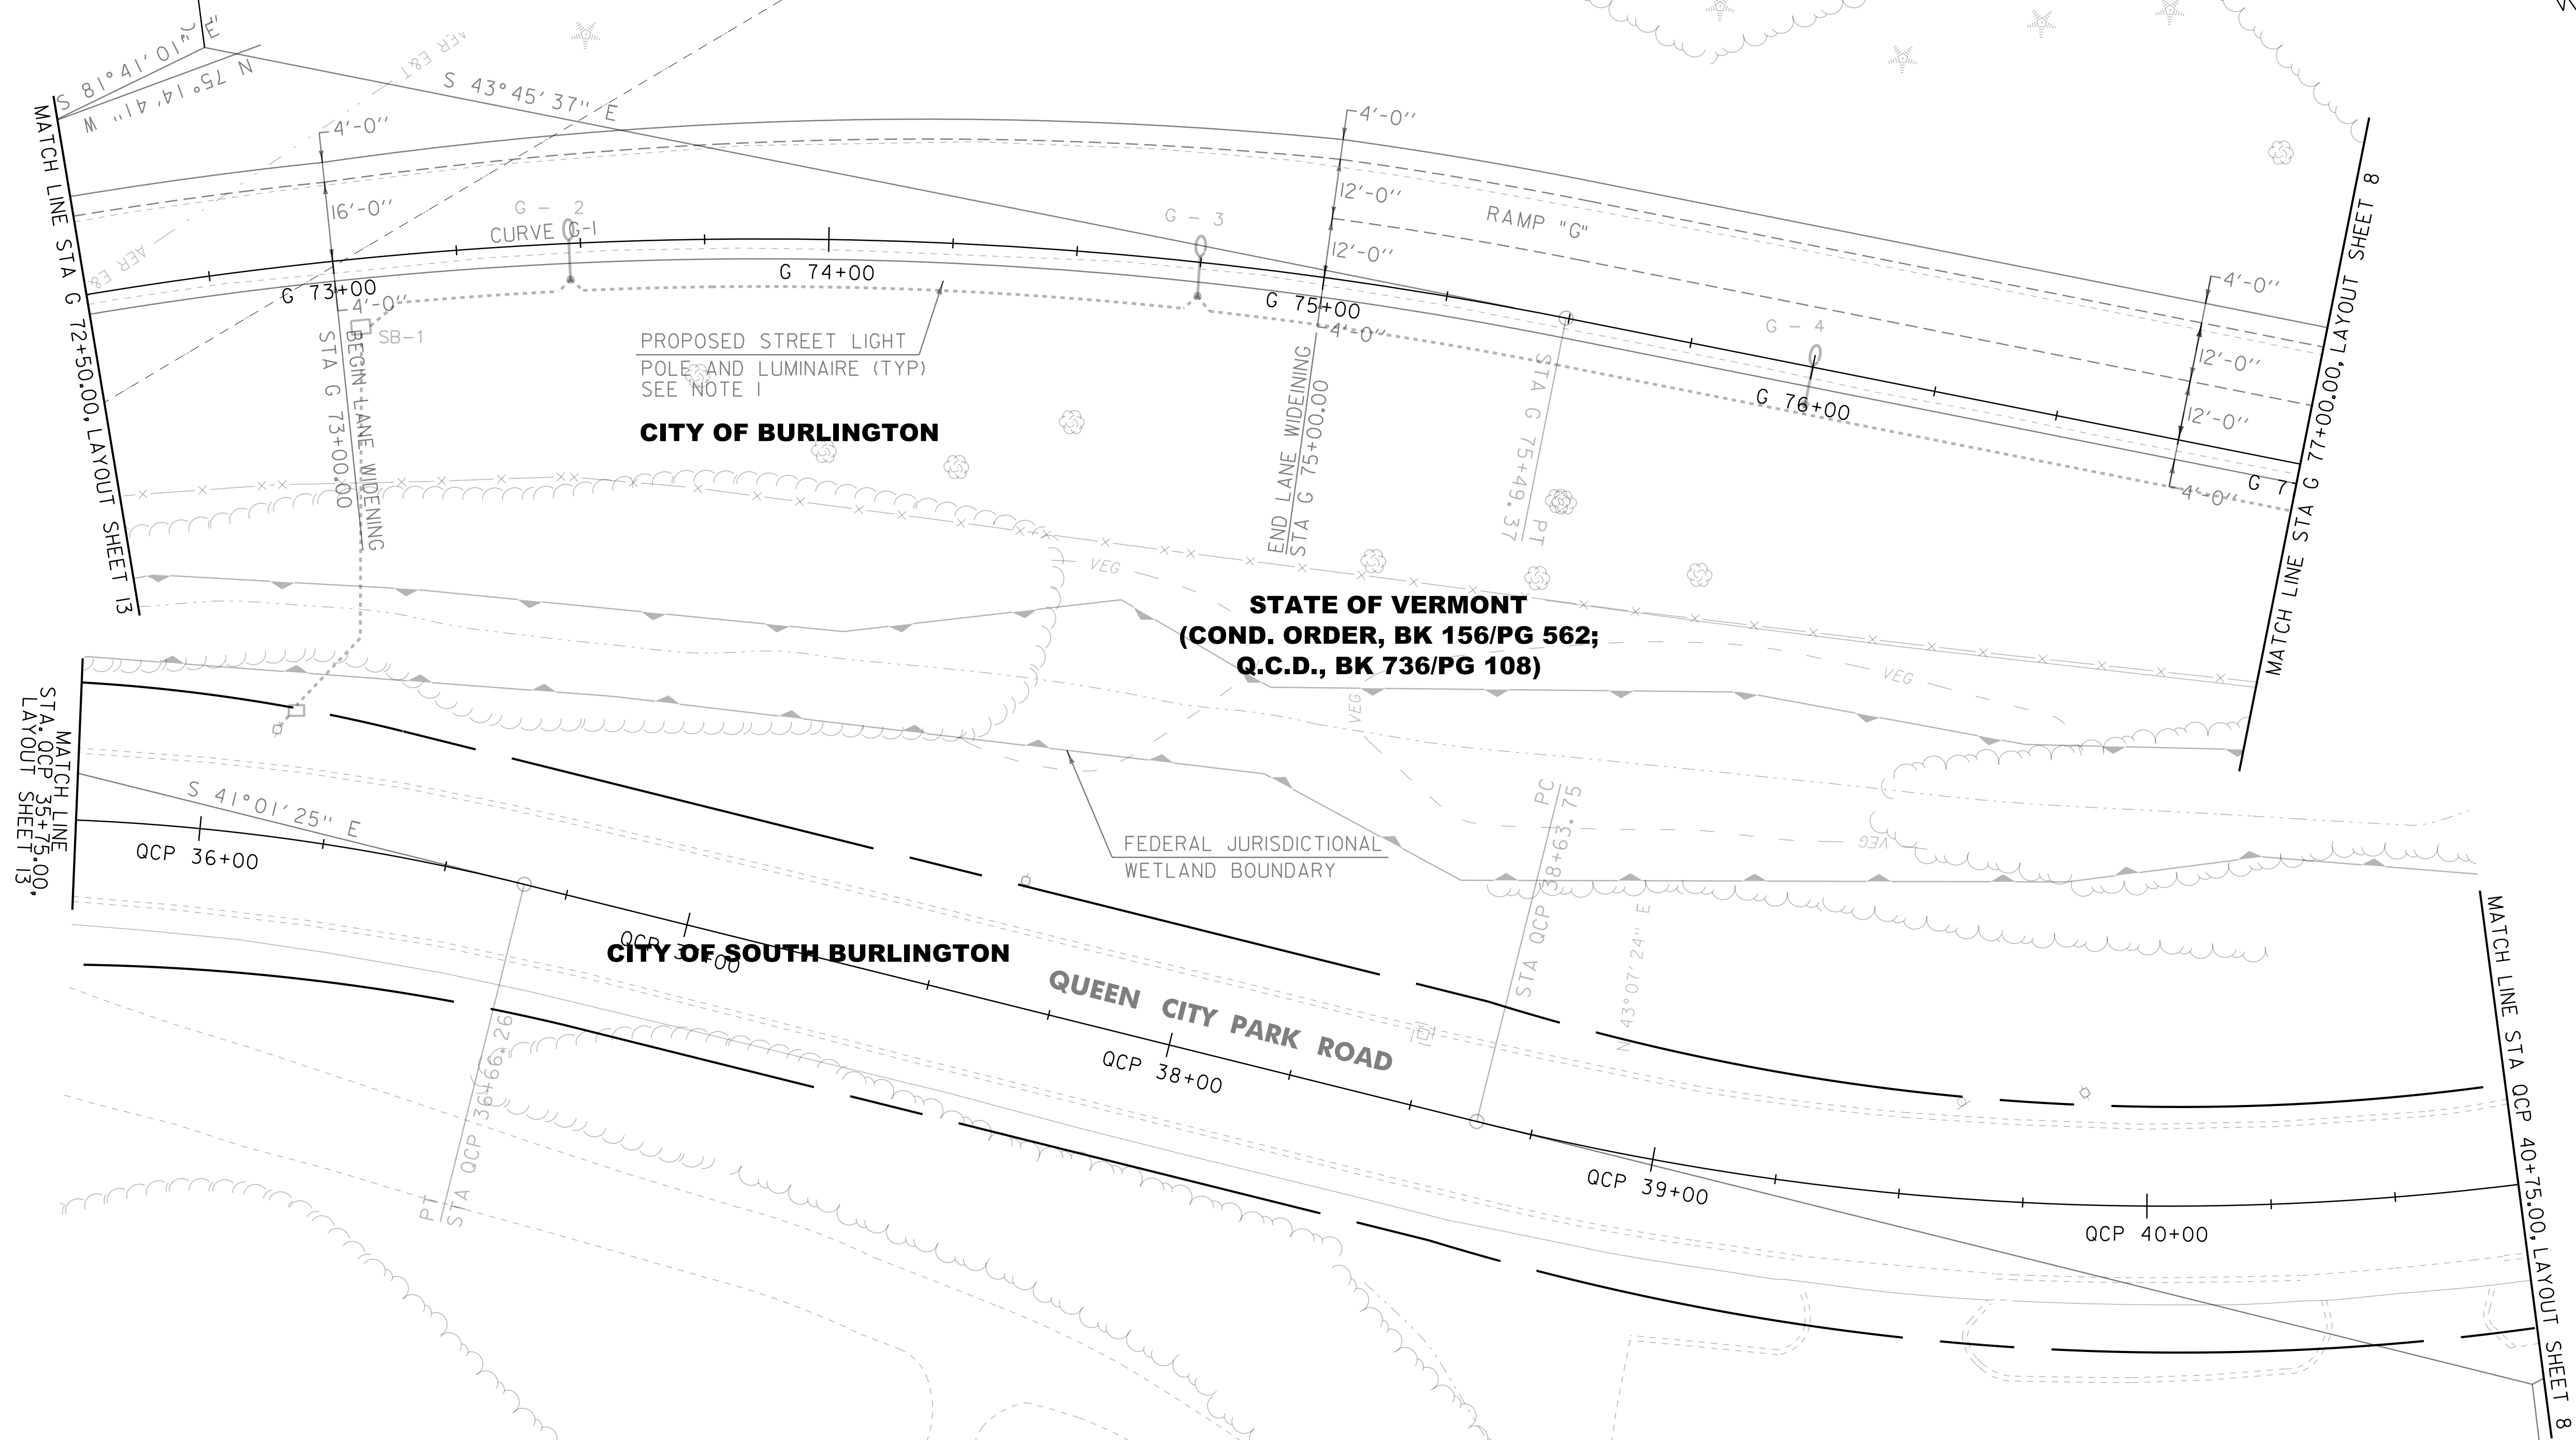 S 81°41'01" E
N 75°14'41" W
AER E&T
S 43°45'37" E
MATCH LINE STA G 72+50.00, LAYOUT SHEET 13
4'-0''
16'-0''
4'-0''
G - 2
CURVE G-1
G - 3
4'-0''
12'-0''
12'-0''
4'-0''
RAMP "G"
G - 4
4'-0''
12'-0''
12'-0''
4'-0''
G 73+00
G 74+00
G 75+00
G 76+00
G 7
SB-1
BEGIN LANE WIDENING
STA G 73+00.00
PROPOSED STREET LIGHT
POLE AND LUMINAIRE (TYP)
SEE NOTE 1
CITY OF BURLINGTON
END LANE WIDEINING
STA G 75+00.00
STA G 75+49.37
PT
MATCH LINE STA G 77+00.00, LAYOUT SHEET 8
VEG
STATE OF VERMONT
(COND. ORDER, BK 156/PG 562;
Q.C.D., BK 736/PG 108)
VEG
VEG
VEG
MATCH LINE
STA. QCP 35+75.00,
LAYOUT SHEET 13
S 41°01'25" E
QCP 36+00
FEDERAL JURISDICTIONAL
WETLAND BOUNDARY
PC
STA QCP 38+63.75
N 43°07'24" E
CITY OF SOUTH BURLINGTON
QUEEN CITY PARK ROAD
QCP 38+00
PT
STA QCP 36+66.26
QCP 39+00
QCP 40+00
MATCH LINE STA QCP 40+75.00, LAYOUT SHEET 8